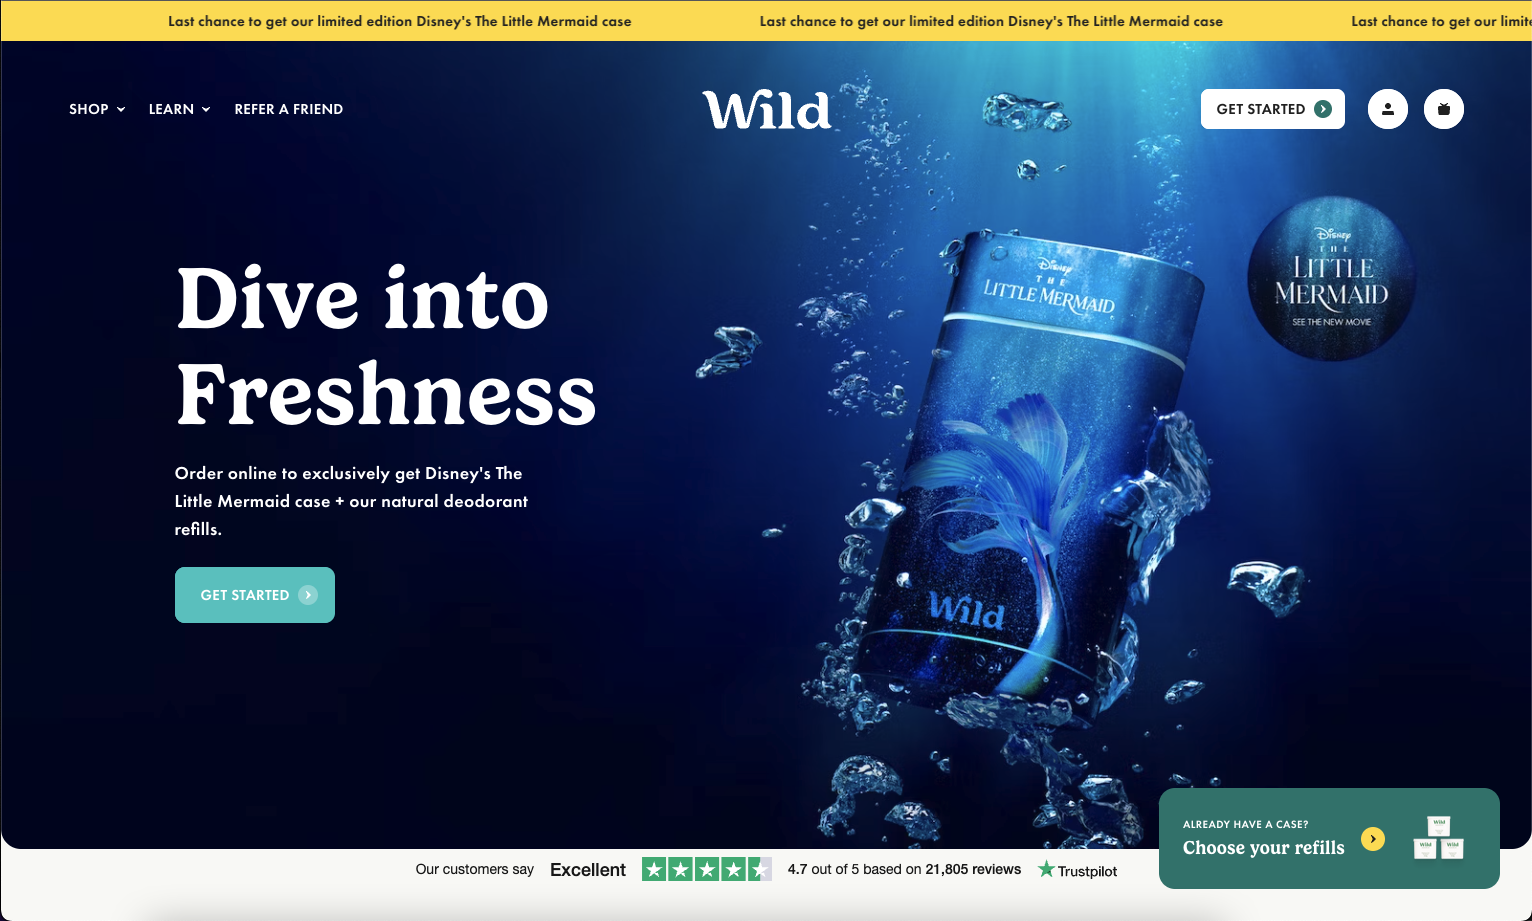 Last chance to get our limited edition Disney's The Little Mermaid case Last chance to get our limited edition Disney's The Little Mermaid case Last chance to get our
SHOP LEARN REFER A FRIEND Wild GET STARTED
Disney
THE
LITTLE
MERMAID
SEE THE NEW MOVIE
Disney
THE
LITTLE MERMAID
Wild
Dive into
Freshness
Order online to exclusively get Disney's The
Little Mermaid case + our natural deodorant
refills.
GET STARTED
ALREADY HAVE A CASE?
Choose your refills
Wild
Wild Wild
Our customers say Excellent 4.7 out of 5 based on 21,805 reviews Trustpilot